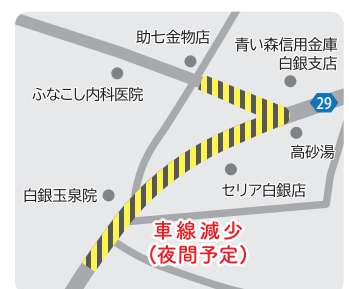 助七金物店
青い森信用金庫
白銀支店
ふなこし内科医院
29
高砂湯
セリア白銀店
白銀玉泉院
車線減少
(夜間予定)